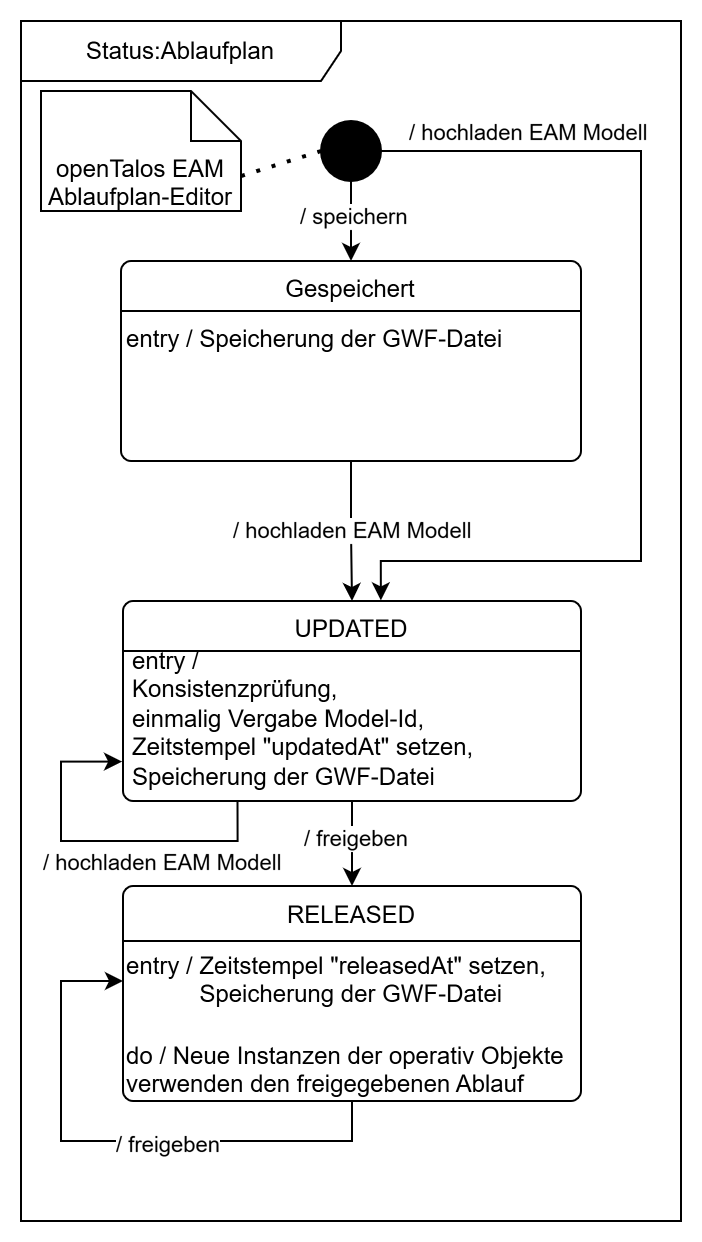 Status:Ablaufplan
/ hochladen EAM Modell
openTalos EAM
Ablaufplan-Editor
/ speichern
Gespeichert
entry / Speicherung der GWF-Datei
/ hochladen EAM Modell
UPDATED
entry /
Konsistenzprüfung,
einmalig Vergabe Model-Id,
Zeitstempel "updatedAt" setzen,
Speicherung der GWF-Datei
/ freigeben
/ hochladen EAM Modell
RELEASED
entry / Zeitstempel "releasedAt" setzen,
Speicherung der GWF-Datei
do / Neue Instanzen der operativ Objekte
verwenden den freigegebenen Ablauf
/ freigeben